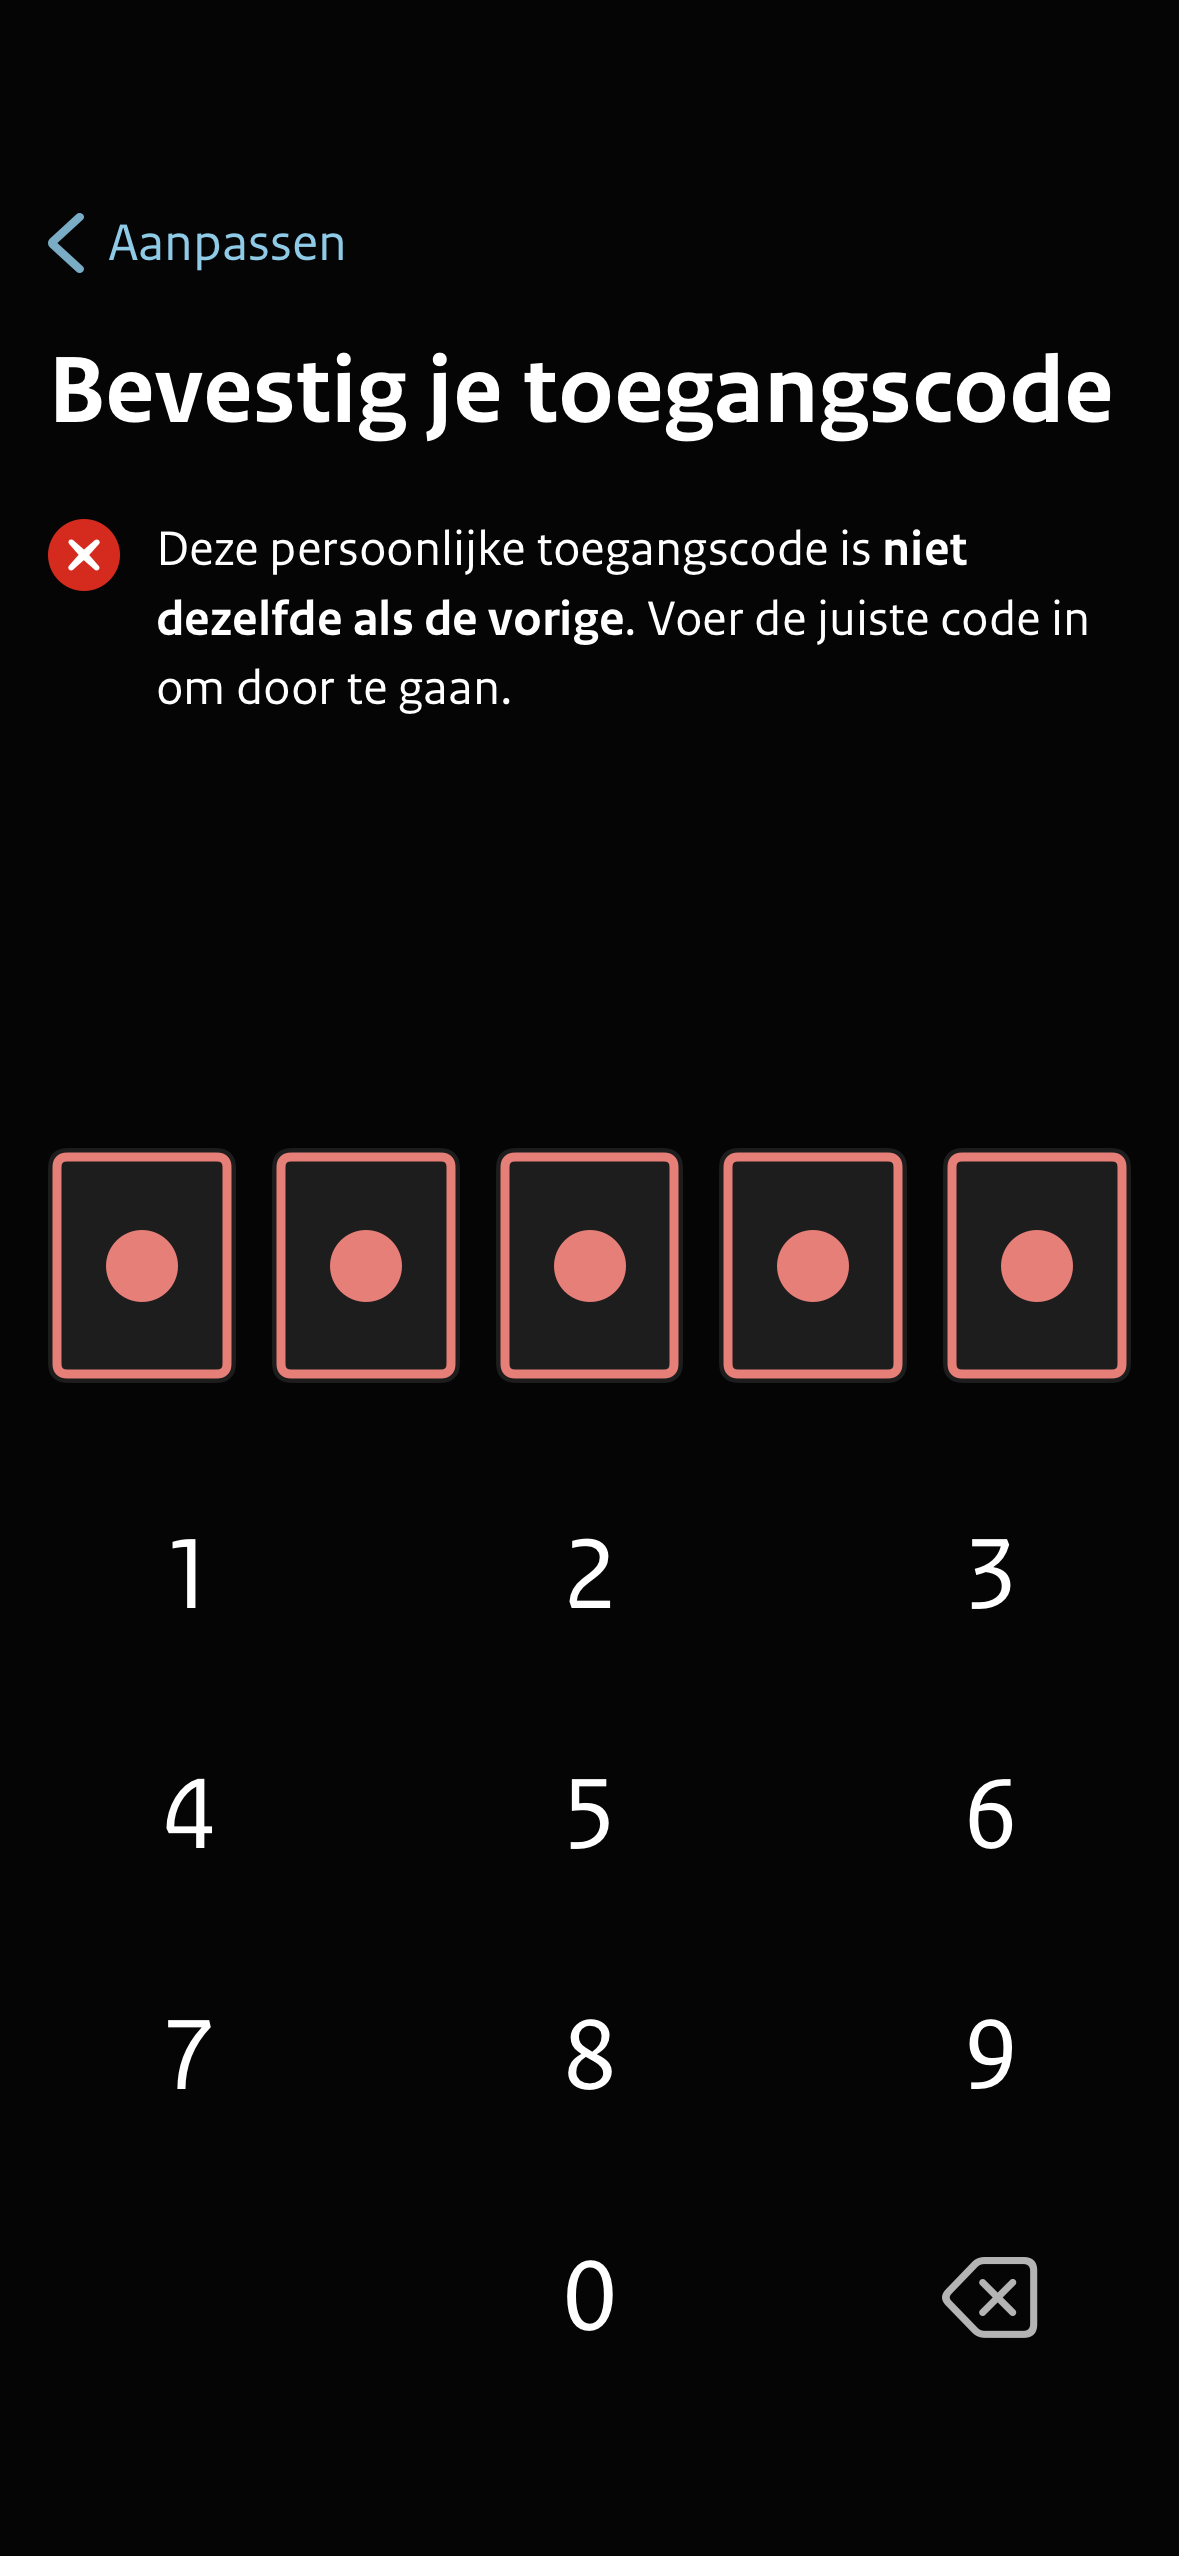 Aanpassen
Bevestig je toegangscode
Deze persoonlijke toegangscode is niet
dezelfde als de vorige. Voer de juiste code in
om door te gaan.
1 2 3
4 5 6
7 8 9
0